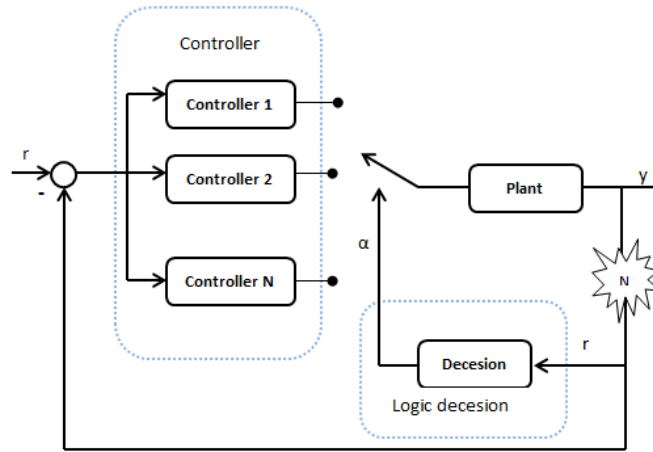 Controller
Controller 1
r
Controller 2
-
Plant
y
α
Controller N
N
Decesion
r
Logic decesion